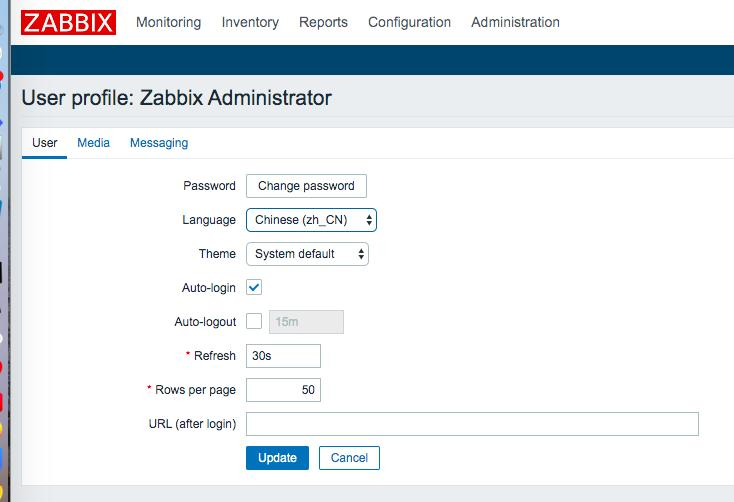 ZABBIX Monitoring Inventory Reports Configuration Administration
User profile: Zabbix Administrator
User Media Messaging
Password Change password
Language Chinese (zh_CN)
Theme System default
Auto-login
Auto-logout 15m
* Refresh 30s
* Rows per page 50
URL (after login)
Update Cancel